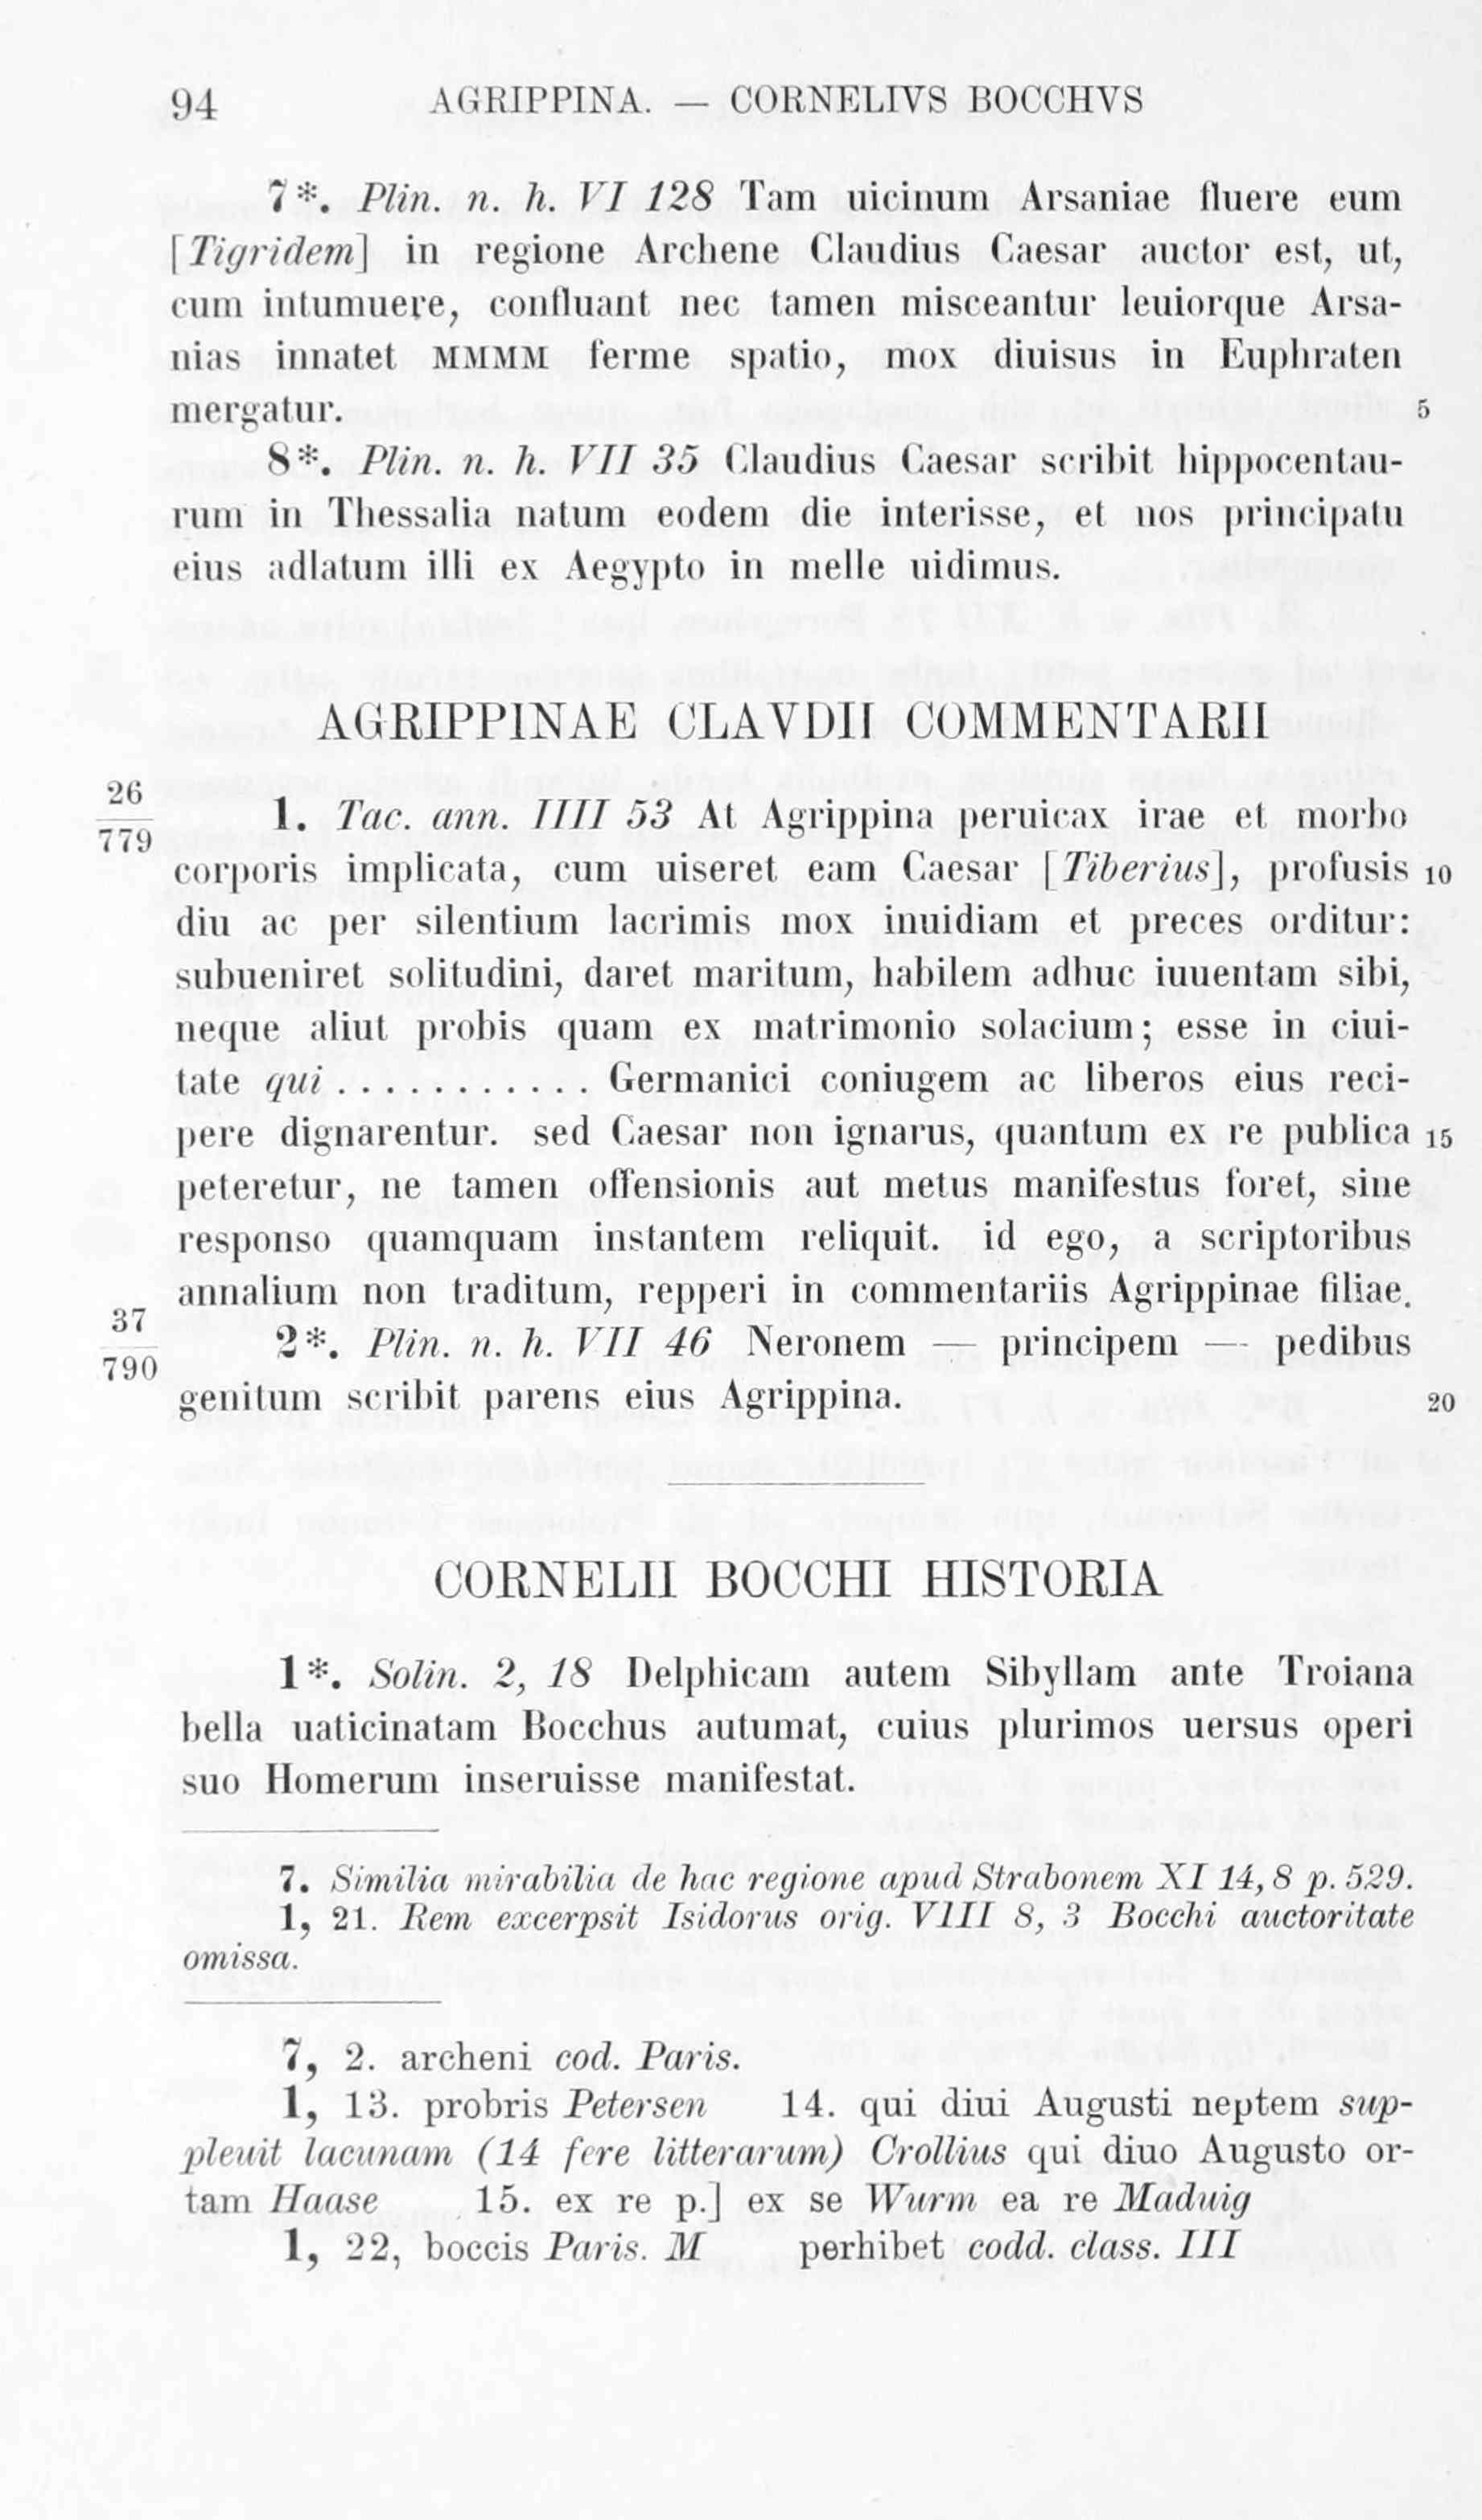 94 AGRIPPINA. — CORNELIVS BOCCHVS
7*. Plin. n. h. VI 128 Tam uicinum Arsaniae fluere eum
[Tigridem] in regione Archene Claudius Caesar auctor est, ut,
cum intumuere, confluant nec tamen misceantur leuiorque Arsa-
nias innatet MMMM ferme spatio, mox diuisus in Euphraten
mergatur. 5
8*. Plin. n. h. VII 35 Claudius Caesar scribit hippocentau-
rum in Thessalia natum eodem die interisse, et nos principatu
eius adlatum illi ex Aegypto in melle uidimus.
AGRIPPINAE CLAVDII COMMENTARII
26
779
1. Tac. ann. IIII 53 At Agrippina peruicax irae et morbo
corporis implicata, cum uiseret eam Caesar [Tiberius], profusis 10
diu ac per silentium lacrimis mox inuidiam et preces orditur:
subueniret solitudini, daret maritum, habilem adhuc iuuentam sibi,
neque aliut probis quam ex matrimonio solacium; esse in ciui-
tate qui . . . . . . . . . . . Germanici coniugem ac liberos eius reci-
pere dignarentur. sed Caesar non ignarus, quantum ex re publica 15
peteretur, ne tamen offensionis aut metus manifestus foret, sine
responso quamquam instantem reliquit. id ego, a scriptoribus
annalium non traditum, repperi in commentariis Agrippinae filiae.
37
790
2*. Plin. n. h. VII 46 Neronem — principem — pedibus
genitum scribit parens eius Agrippina. 20
CORNELII BOCCHI HISTORIA
1*. Solin. 2, 18 Delphicam autem Sibyllam ante Troiana
bella uaticinatam Bocchus autumat, cuius plurimos uersus operi
suo Homerum inseruisse manifestat.
7. Similia mirabilia de hac regione apud Strabonem XI 14, 8 p. 529.
1, 21. Rem excerpsit Isidorus orig. VIII 8, 3 Bocchi auctoritate
omissa.
7, 2. archeni cod. Paris.
1, 13. probris Petersen 14. qui diui Augusti neptem sup-
pleuit lacunam (14 fere litterarum) Crollius qui diuo Augusto or-
tam Haase 15. ex re p.] ex se Wurm ea re Maduig
1, 22, boccis Paris. M perhibet codd. class. III